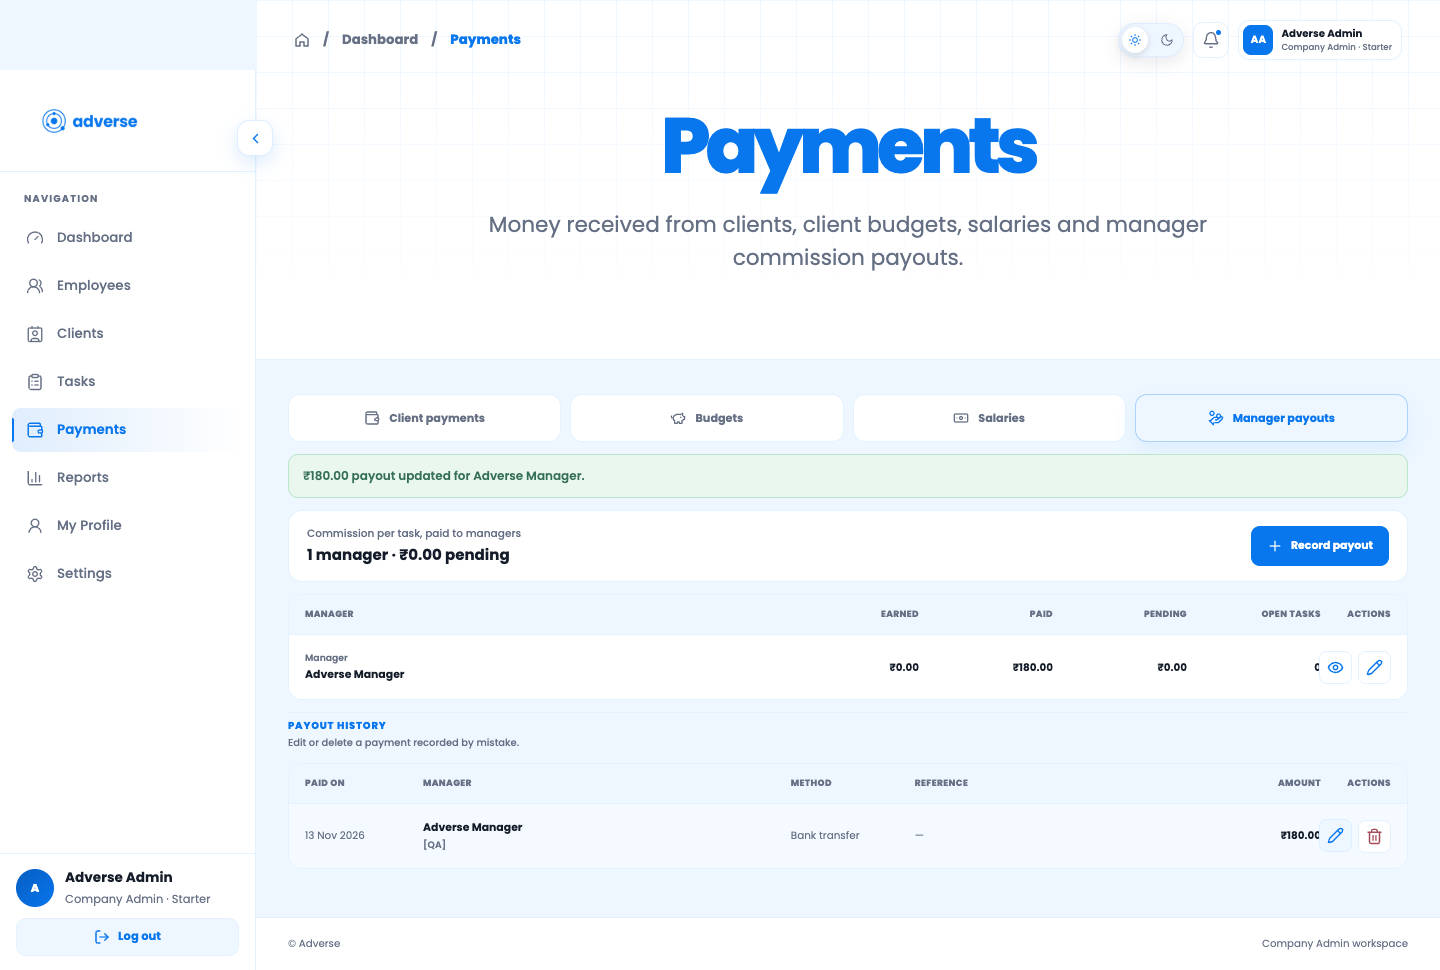 / Dashboard / Payments
AA Adverse Admin
Company Admin · Starter
adverse
NAVIGATION
Dashboard
Employees
Clients
Tasks
Payments
Reports
My Profile
Settings
A Adverse Admin
Company Admin · Starter
Log out
Payments
Money received from clients, client budgets, salaries and manager
commission payouts.
Client payments Budgets Salaries Manager payouts
₹180.00 payout updated for Adverse Manager.
Commission per task, paid to managers
1 manager · ₹0.00 pending
Record payout
MANAGER EARNED PAID PENDING OPEN TASKS ACTIONS
Manager
Adverse Manager ₹0.00 ₹180.00 ₹0.00 0
PAYOUT HISTORY
Edit or delete a payment recorded by mistake.
PAID ON MANAGER METHOD REFERENCE AMOUNT ACTIONS
13 Nov 2026 Adverse Manager Bank transfer — ₹180.00
[QA]
© Adverse Company Admin workspace